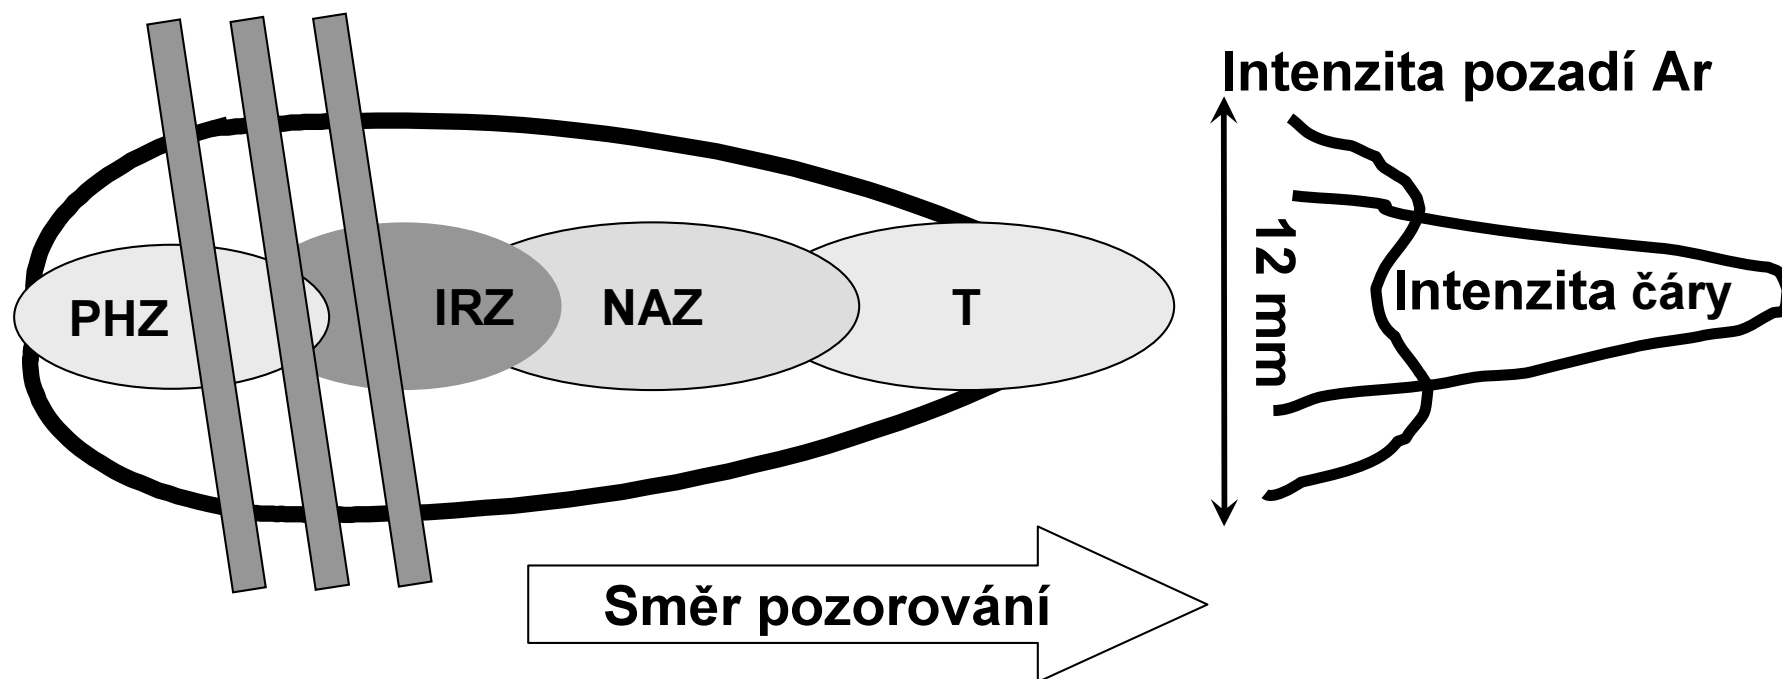 Intenzita pozadí Ar
PHZ
IRZ
NAZ
T
12 mm
Intenzita čáry
Směr pozorování